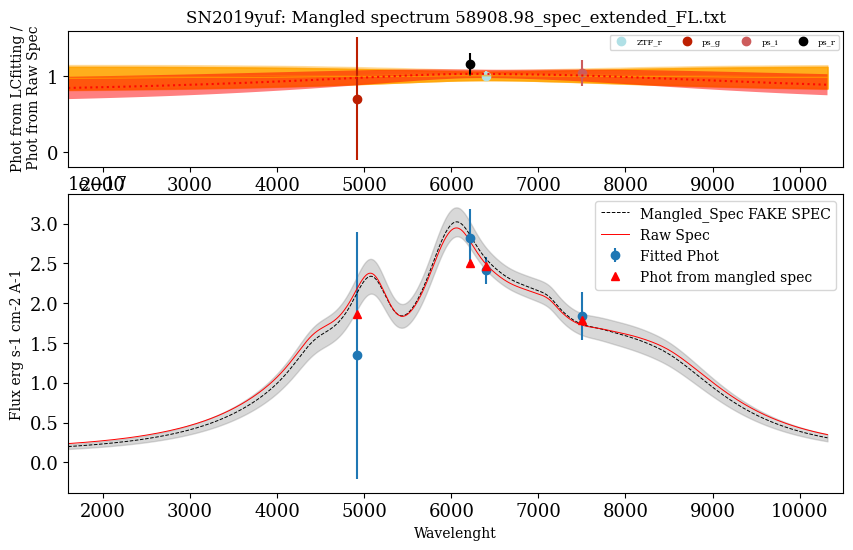 SN2019yuf: Mangled spectrum 58908.98_spec_extended_FL.txt
Phot from LCfitting /
Phot from Raw Spec
ZTF_r ps_g ps_i ps_r
1
0
2000 3000 4000 5000 6000 7000 8000 9000 10000
1e−17
Mangled_Spec FAKE SPEC
Raw Spec
Fitted Phot
Phot from mangled spec
Flux erg s-1 cm-2 A-1
3.0
2.5
2.0
1.5
1.0
0.5
0.0
2000 3000 4000 5000 6000 7000 8000 9000 10000
Wavelenght